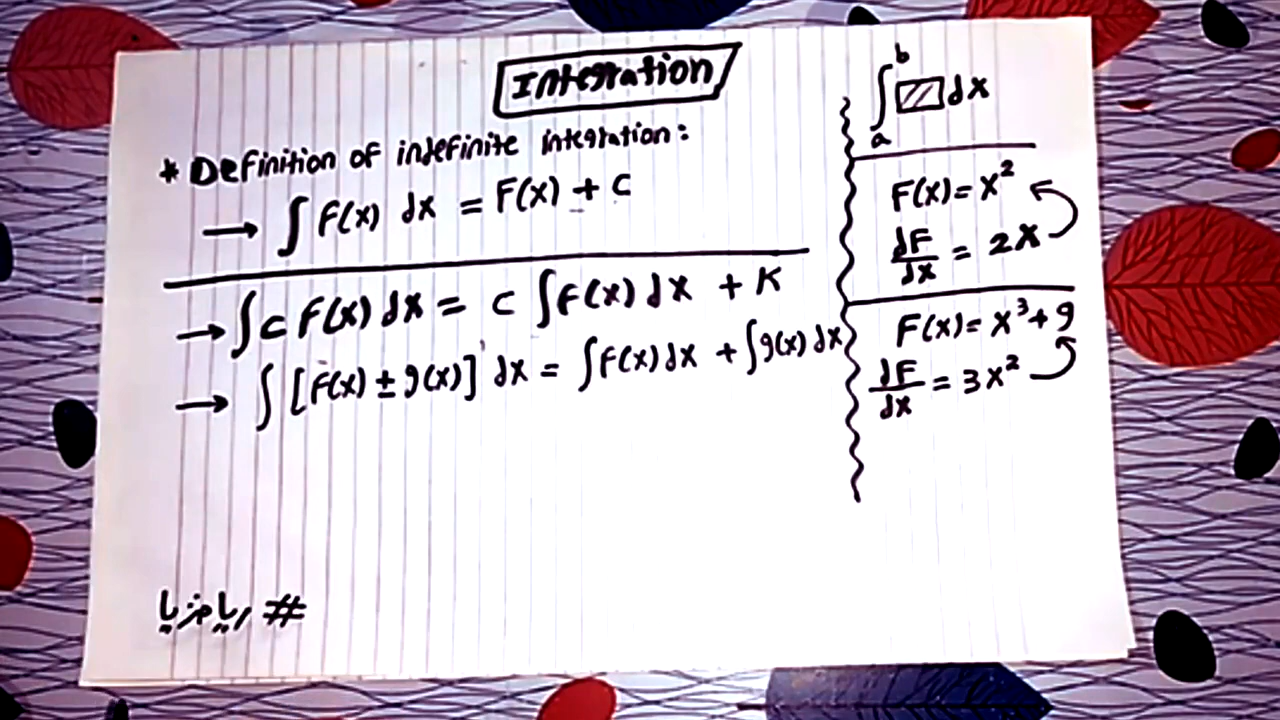 Integration
* Definition of indefinite integration:
→ ∫ F(x) dx = F(x) + C
→ ∫ c F(x) dx = c ∫ F(x) dx + K
→ ∫ [F(x) ± g(x)] dx = ∫ F(x) dx + ∫ g(x) dx
∫ₐᵇ dx
F(x) = x²
dF/dx = 2x
F(x) = x³ + 9
dF/dx = 3x²
#